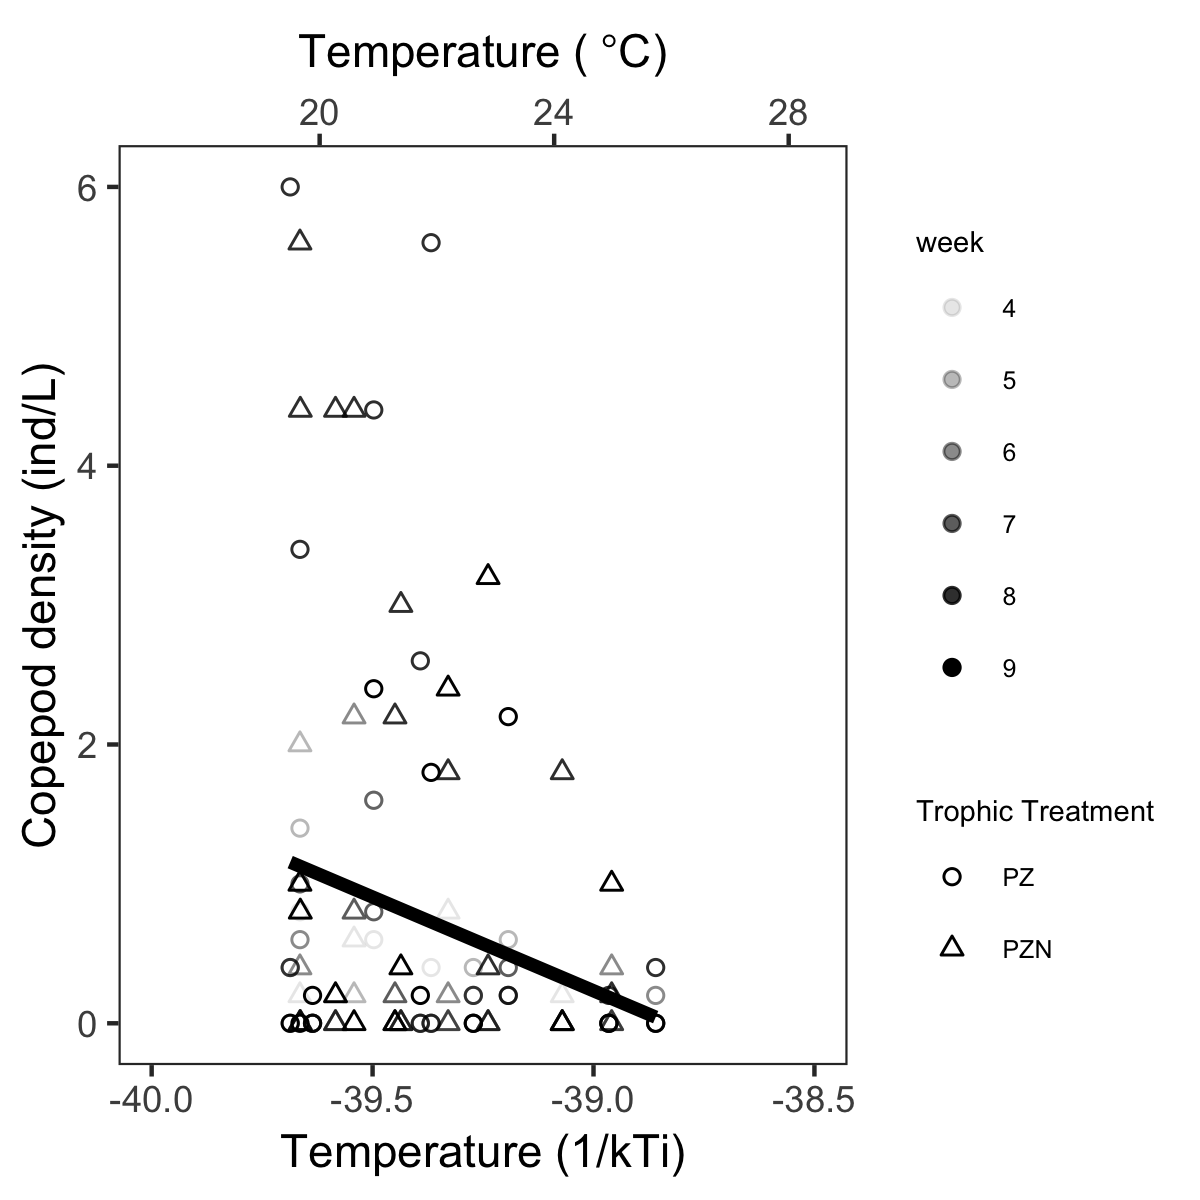 Temperature ( °C)
20 24 28
6
4
2
0
Copepod density (ind/L)
-40.0 -39.5 -39.0 -38.5
Temperature (1/kTi)
week
4
5
6
7
8
9
Trophic Treatment
PZ
PZN